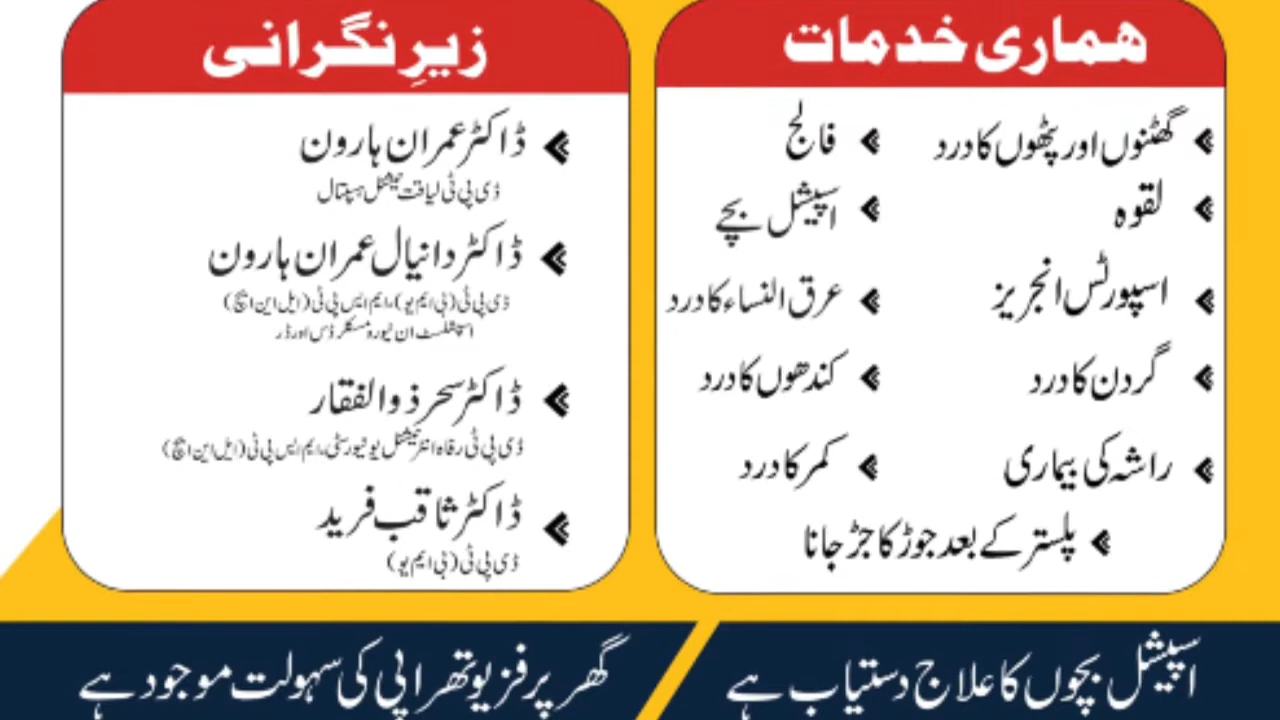 ھماری خدمات
گھٹنوں اور پٹھوں کا درد
فالج
لقوہ
اسپیشل بچے
اسپورٹس انجریز
عرق النساء کا درد
گردن کا درد
کندھوں کا درد
راشہ کی بیماری
کمر کا درد
پلستر کے بعد جوڑ کا جڑ جانا
زیرِ نگرانی
ڈاکٹر عمران ہارون
ڈی پی ٹی لیاقت نیشنل ہسپتال
ڈاکٹر دانیال عمران ہارون
ڈی پی ٹی (بی ایم یو)، ایم ایس پی ٹی (ایل این ایچ)
اسپیشلسٹ ان نیورو مسکلر ڈس اورڈر
ڈاکٹر سحر ذوالفقار
ڈی پی ٹی رفاہ انٹرنیشنل یونیورسٹی، ایم ایس پی ٹی (ایل این ایچ)
ڈاکٹر ثاقب فرید
ڈی پی ٹی (بی ایم یو)
اسپیشل بچوں کا علاج دستیاب ہے
گھر پر فزیوتھراپی کی سہولت موجود ہے